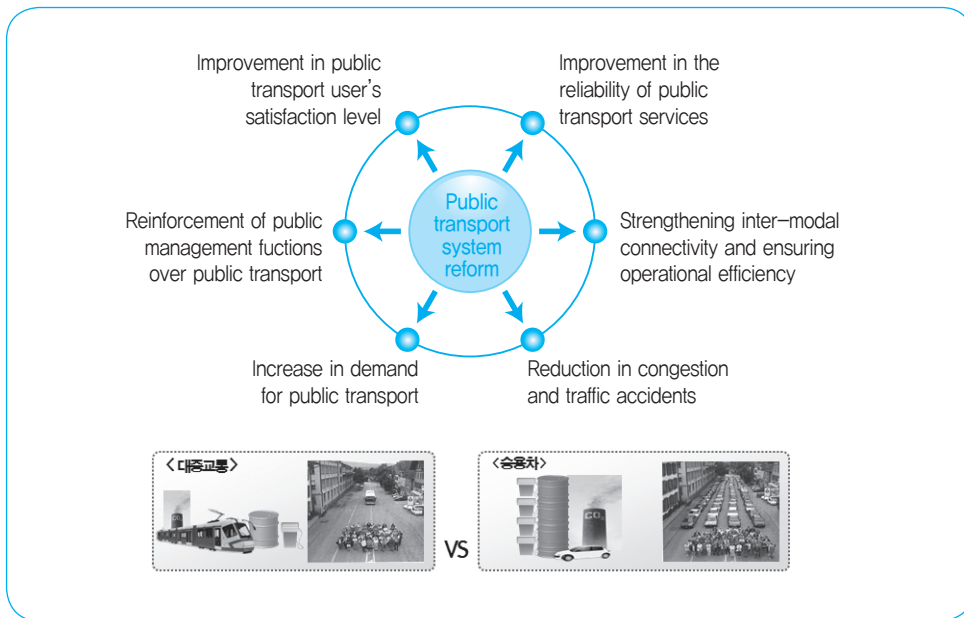 Improvement in public
transport user's
satisfaction level
Improvement in the
reliability of public
transport services
Public
transport
system
reform
Reinforcement of public
management fuctions
over public transport
Strengthening inter-modal
connectivity and ensuring
operational efficiency
Increase in demand
for public transport
Reduction in congestion
and traffic accidents
<대중교통>
VS
<승용차>
CO₂